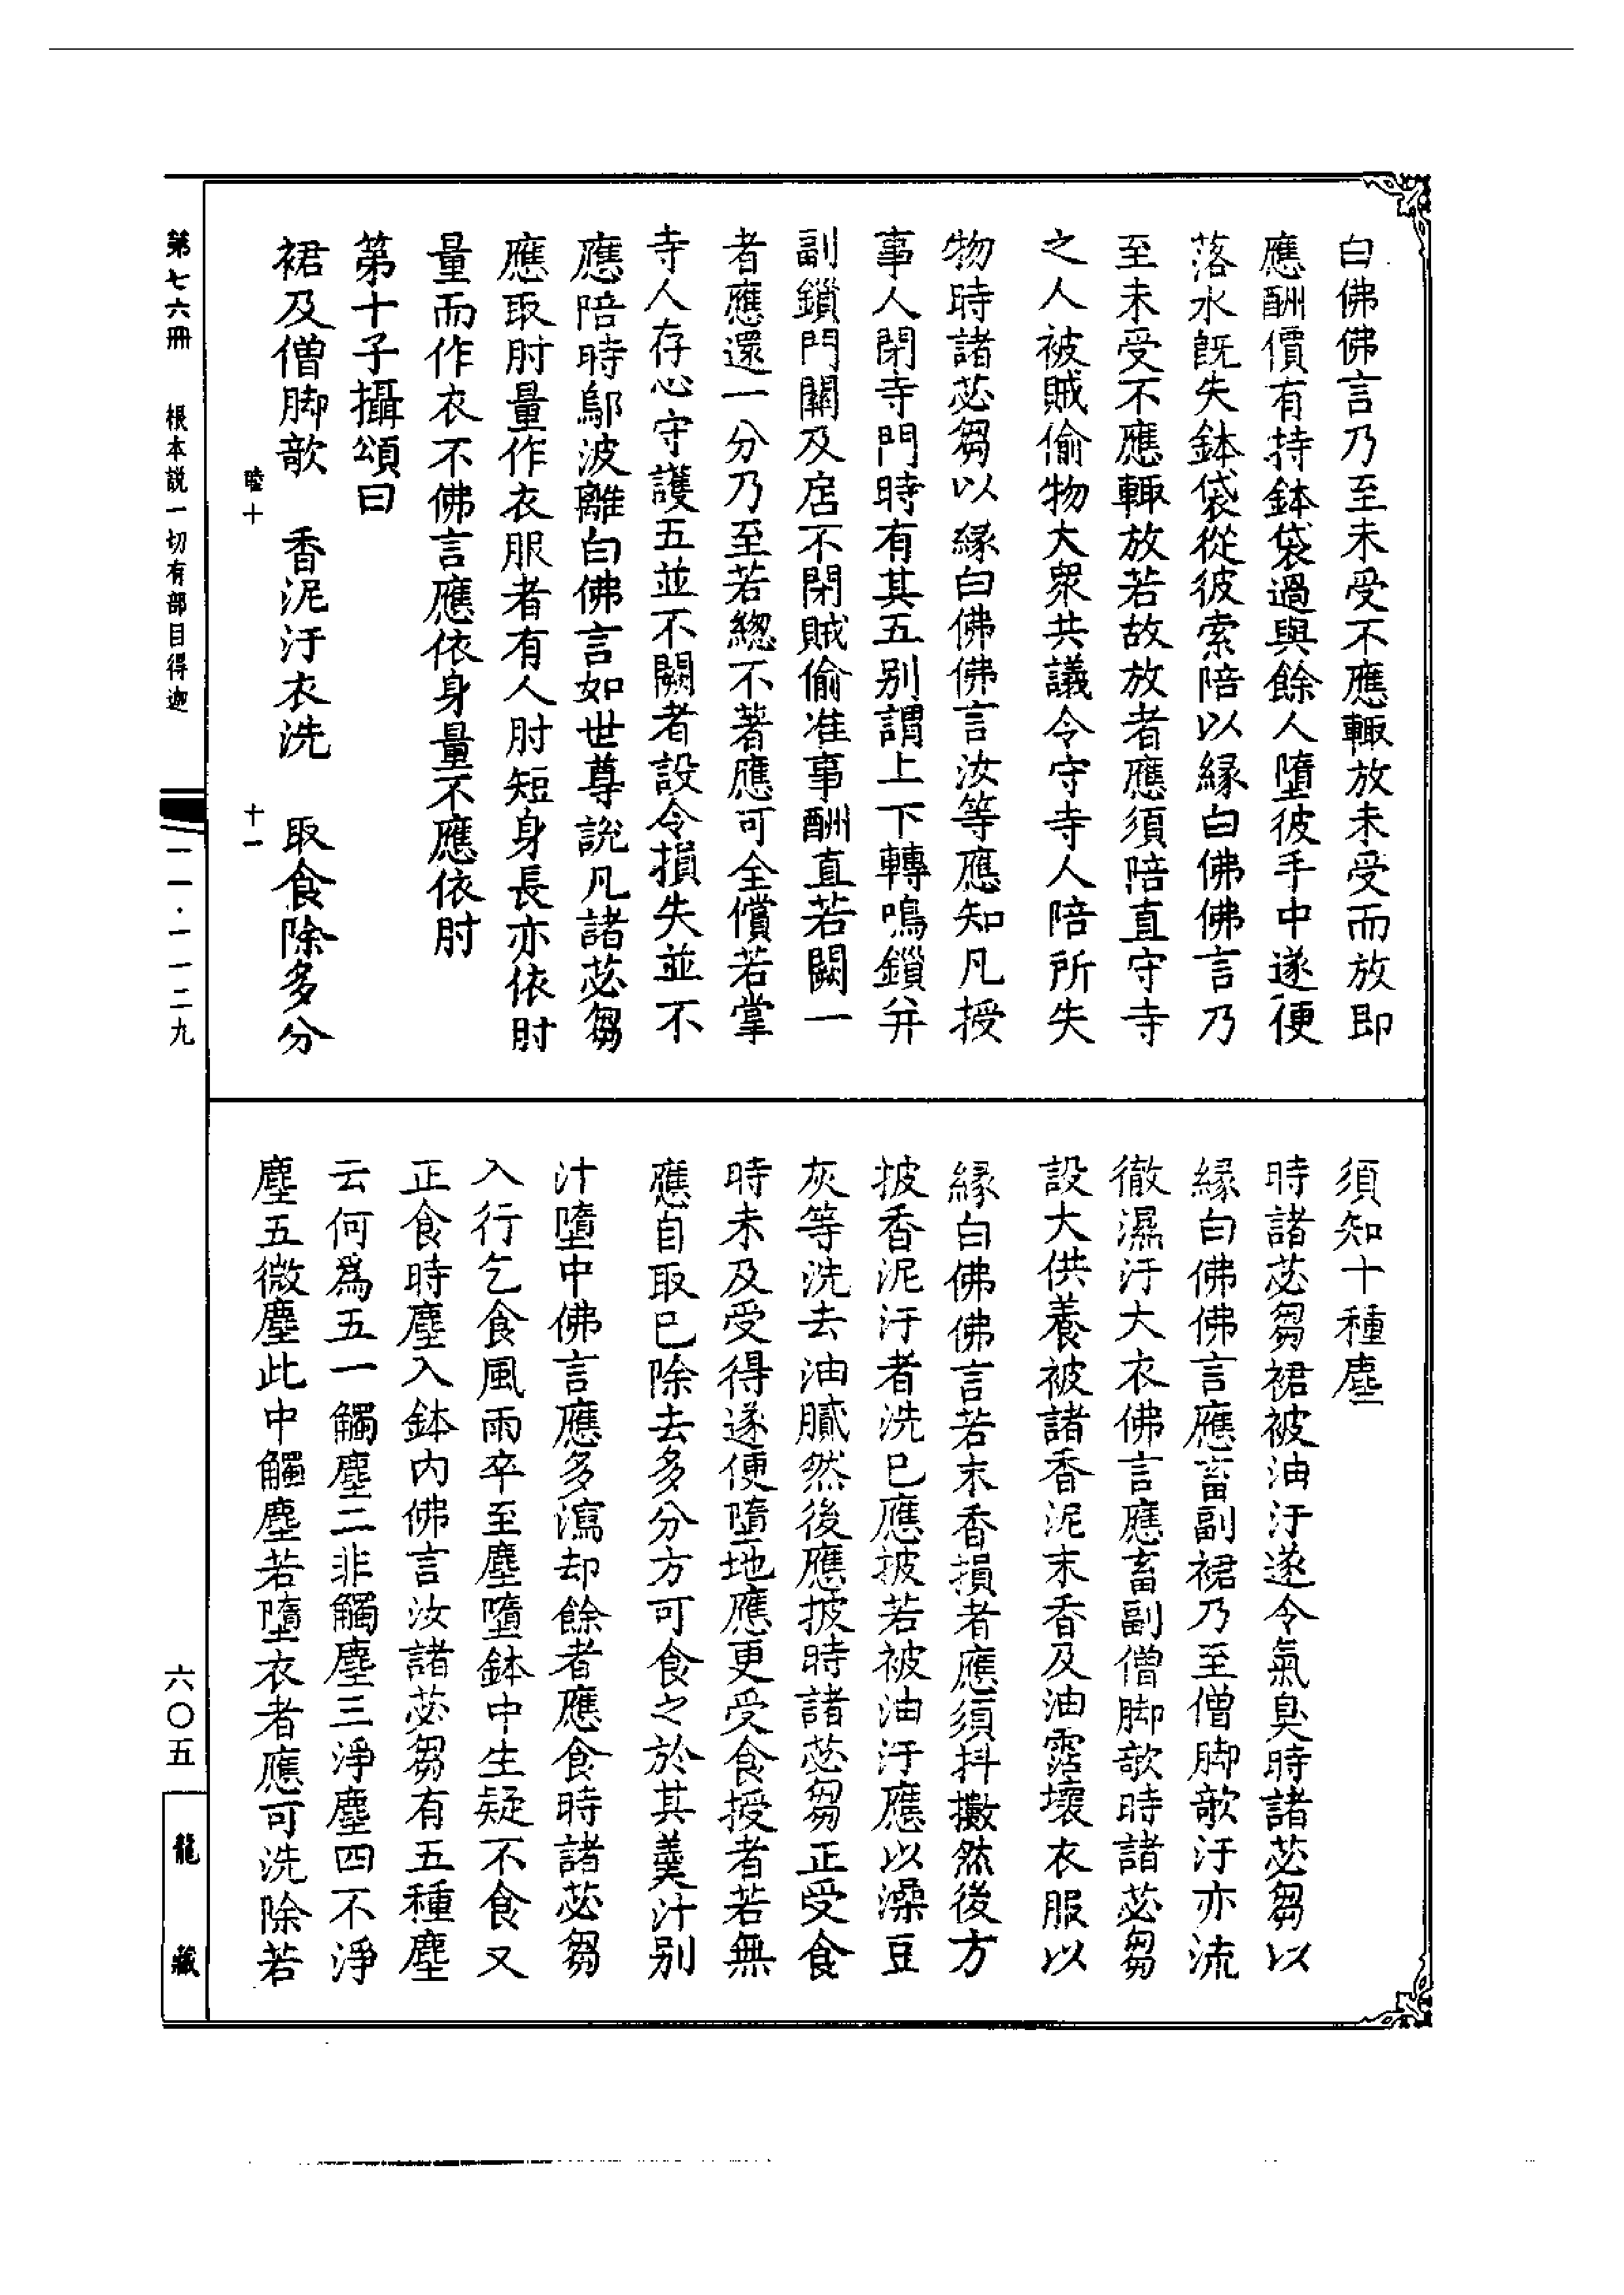 白佛佛言乃至未受不應輙放未受而放即
應酬價有持鉢袋過與餘人墮彼手中遂便
落水旣失鉢袋從彼索陪以緣白佛佛言乃
至未受不應輙放若故放者應須陪直守寺
之人被賊偷物大衆共議令守寺人陪所失
物時諸苾芻以緣白佛佛言汝等應知凡授
事人閉寺門時有其五別謂上下轉鳴鎻并
副鎻門關及扂不閉賊偷准事酬直若闕一
者應還一分乃至若緫不著應可全償若掌
寺人存心守護五並不闕者設令損失並不
應陪時鄔波離白佛言如世尊說凡諸苾芻
應取肘量作衣服者有人肘短身長亦依肘
量而作衣不佛言應依身量不應依肘
第十子攝頌曰
裙及僧脚欹　香泥汙衣洗　取食除多分
睦十　十一
須知十種塵
時諸苾芻裙被油汙遂令氣臭時諸苾芻以
緣白佛佛言應畜副裙乃至僧脚欹汙亦流
徹濕汙大衣佛言應畜副僧脚欹時諸苾芻
設大供養被諸香泥末香及油霑壞衣服以
緣白佛佛言若末香損者應須抖擻然後方
披香泥汙者洗已應披若被油汙應以澡豆
灰等洗去油膩然後應披時諸苾芻正受食
時未及受得遂便墮地應更受食授者若無
應自取已除去多分方可食之於其羹汁別
汁墮中佛言應多瀉却餘者應食時諸苾芻
入行乞食風雨卒至塵墮鉢中生疑不食又
正食時塵入鉢內佛言汝諸苾芻有五種塵
云何爲五一觸塵二非觸塵三淨塵四不淨
塵五微塵此中觸塵若墮衣者應可洗除若
第七六冊　根本說一切有部目得迦
一一一·一一二九
六〇五
龍藏